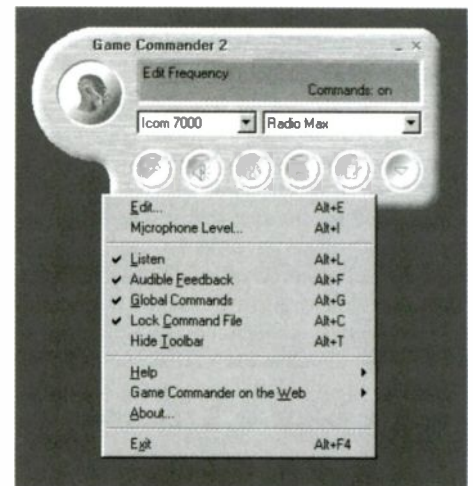 Game Commander 2
Edit Frequency
Commands: on
Icom 7000 Radio Max
Edit... Alt+E
Microphone Level... Alt+I
Listen Alt+L
Audible Feedback Alt+F
Global Commands Alt+G
Lock Command File Alt+C
Hide Toolbar Alt+T
Help
Game Commander on the Web
About...
Exit Alt+F4